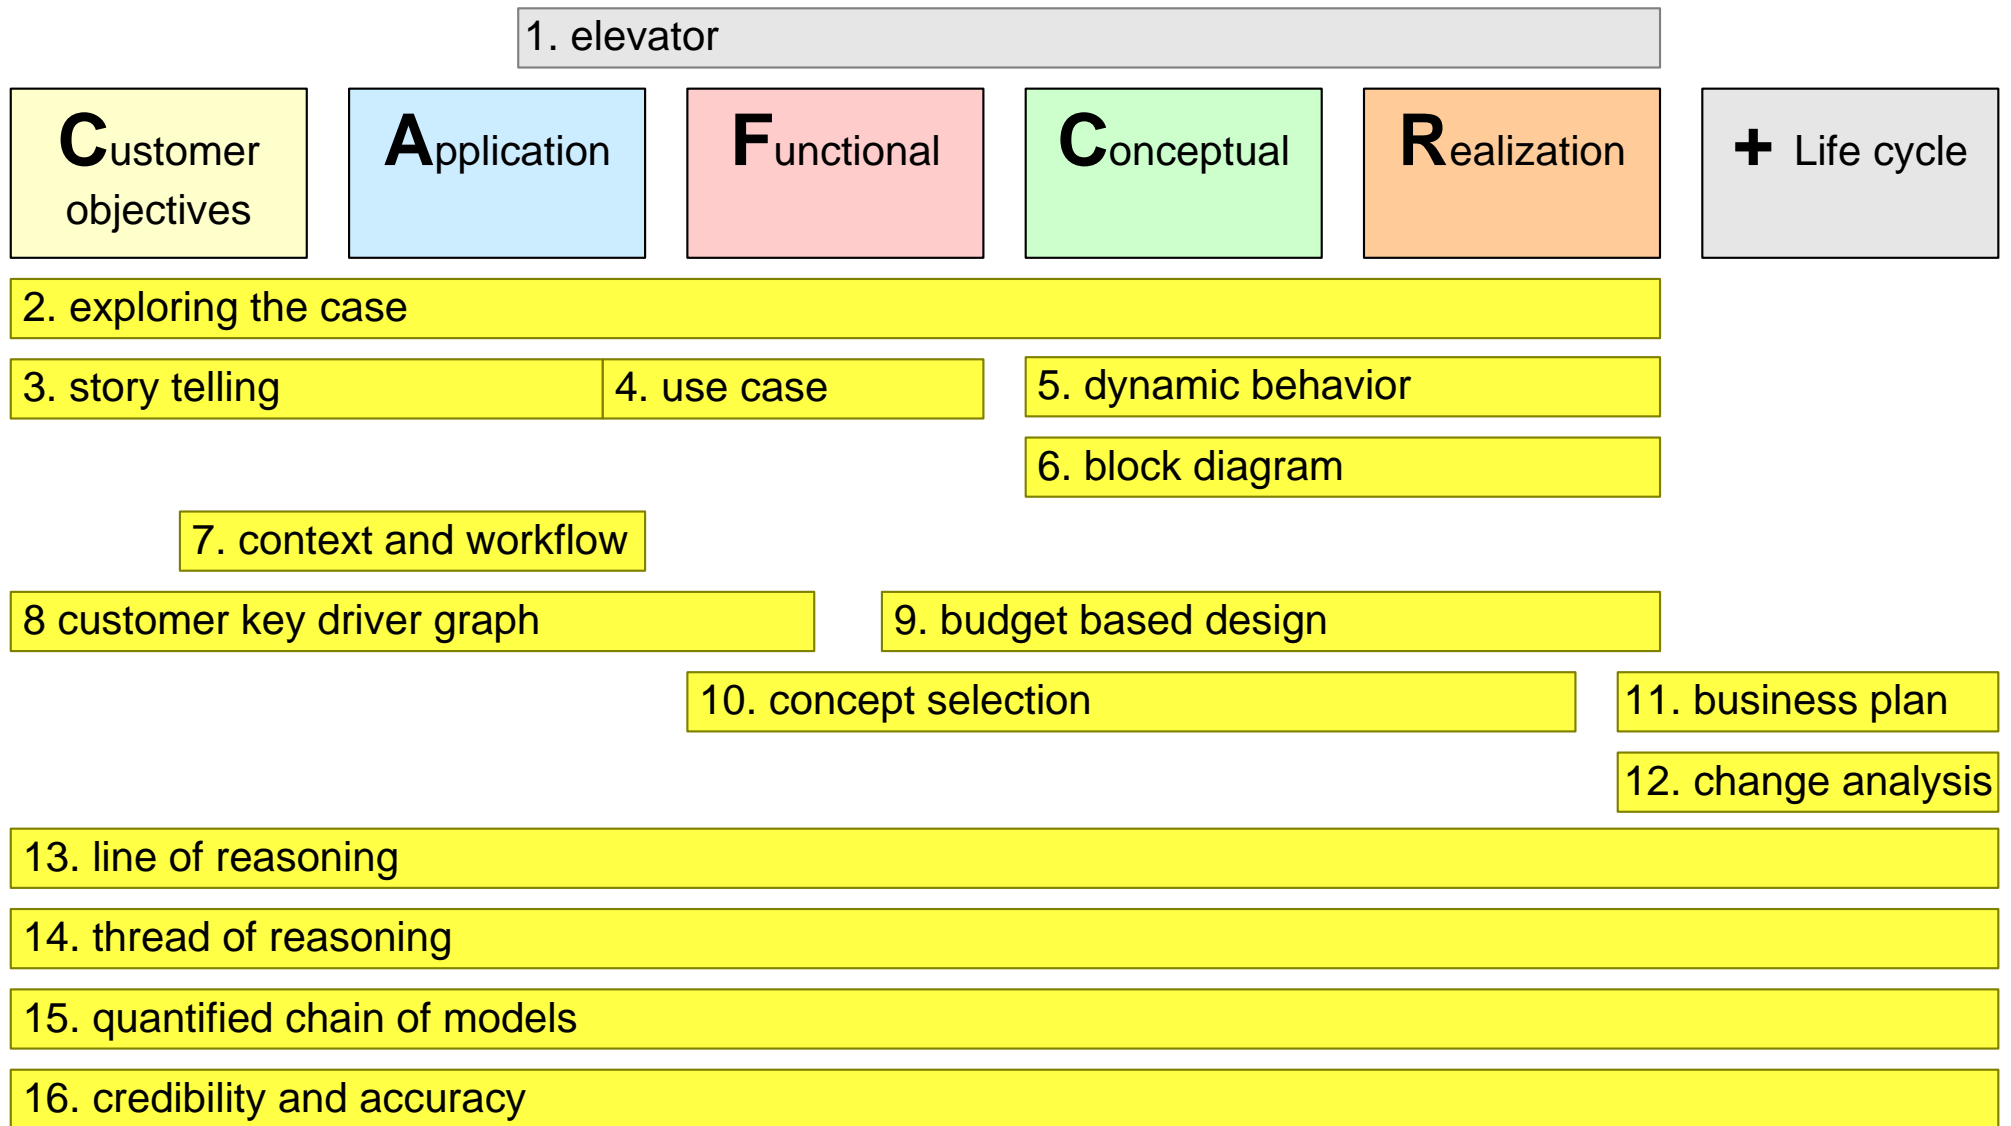 1. elevator
Customer
objectives
Application
Functional
Conceptual
Realization
+ Life cycle
2. exploring the case
3. story telling
4. use case
5. dynamic behavior
6. block diagram
7. context and workflow
8 customer key driver graph
9. budget based design
10. concept selection
11. business plan
12. change analysis
13. line of reasoning
14. thread of reasoning
15. quantified chain of models
16. credibility and accuracy